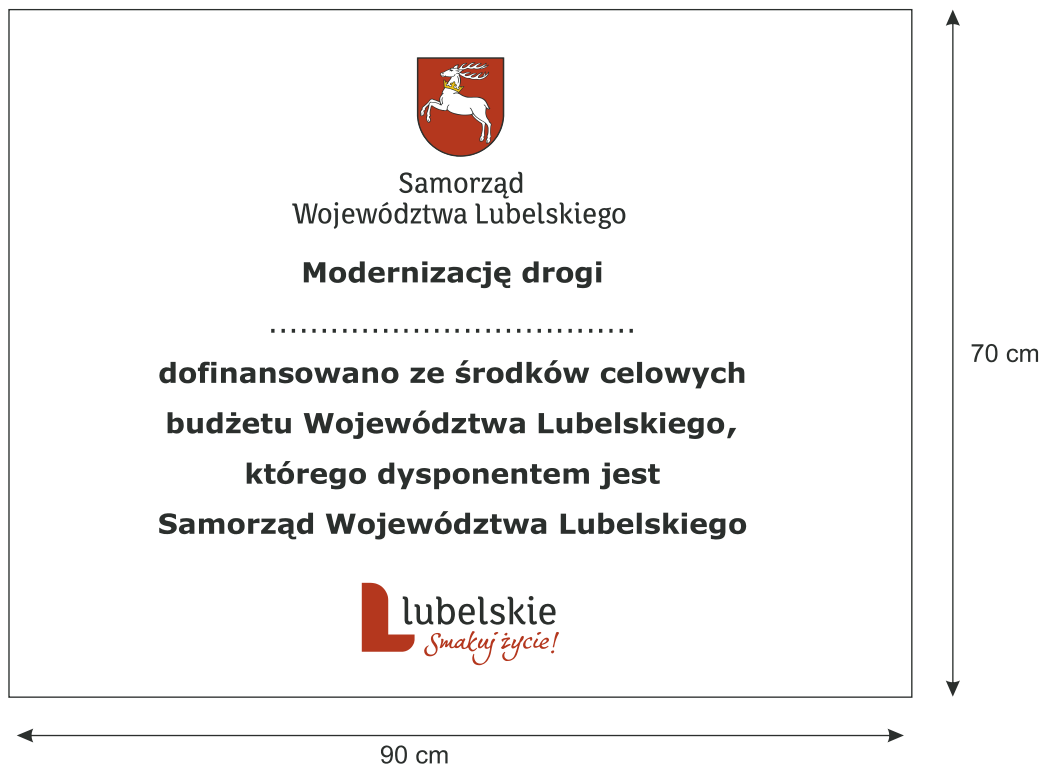 Samorząd
Województwa Lubelskiego
Modernizację drogi
....................................
dofinansowano ze środków celowych
budżetu Województwa Lubelskiego,
którego dysponentem jest
Samorząd Województwa Lubelskiego
lubelskie
Smakuj życie!
70 cm
90 cm